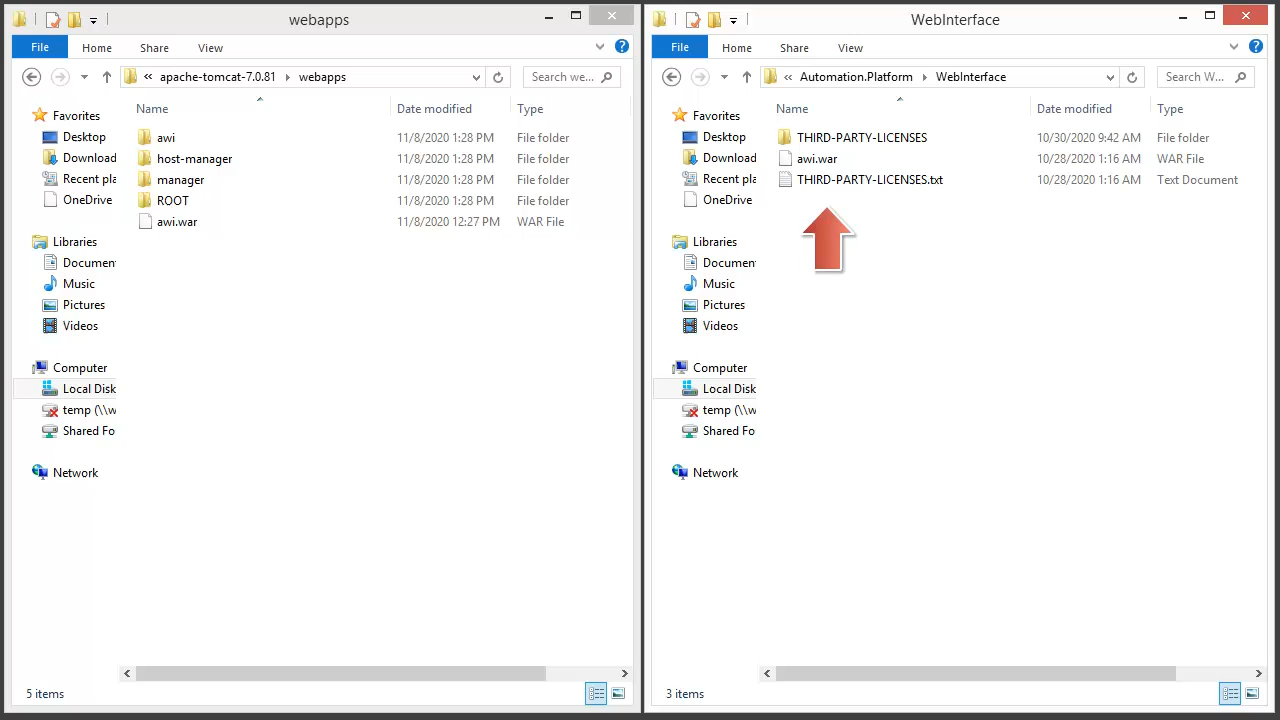 webapps
File Home Share View
« apache-tomcat-7.0.81 webapps
Search we...
Name Date modified Type
Favorites
Desktop
Download
Recent pla
OneDrive
Libraries
Documen
Music
Pictures
Videos
Computer
Local Disk
temp (\\w
Shared Fo
Network
awi 11/8/2020 1:28 PM File folder
host-manager 11/8/2020 1:28 PM File folder
manager 11/8/2020 1:28 PM File folder
ROOT 11/8/2020 1:28 PM File folder
awi.war 11/8/2020 12:27 PM WAR File
5 items
WebInterface
File Home Share View
« Automation.Platform WebInterface
Search W...
Name Date modified Type
Favorites
Desktop
Download
Recent pla
OneDrive
Libraries
Documen
Music
Pictures
Videos
Computer
Local Disk
temp (\\w
Shared Fo
Network
THIRD-PARTY-LICENSES 10/30/2020 9:42 AM File folder
awi.war 10/28/2020 1:16 AM WAR File
THIRD-PARTY-LICENSES.txt 10/28/2020 1:16 AM Text Document
3 items